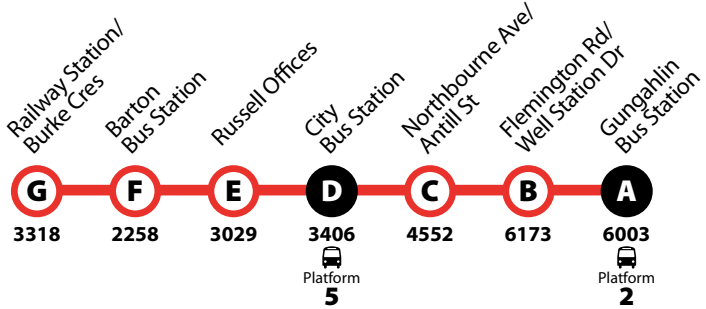 Railway Station/
Burke Cres
Barton
Bus Station
Russell Offices
City
Bus Station
Northbourne Ave/
Antill St
Flemington Rd/
Well Station Dr
Gungahlin
Bus Station
G F E D C B A
3318 2258 3029 3406 4552 6173 6003
Platform Platform
5 2